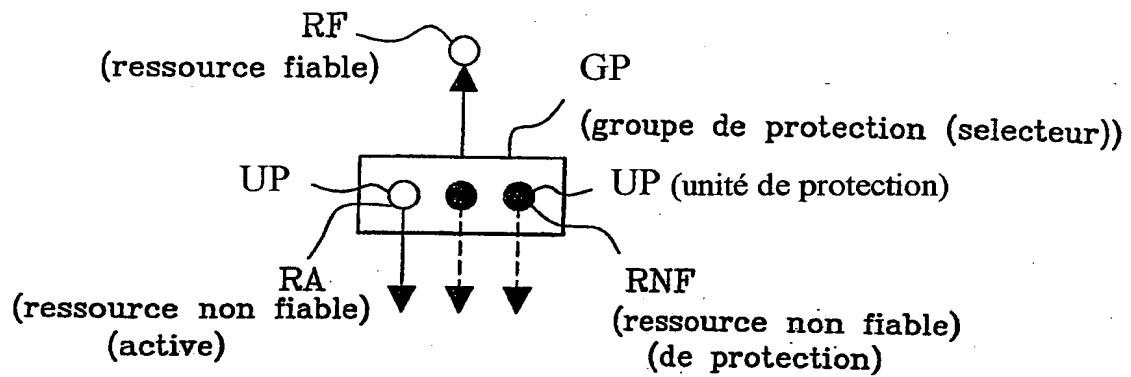 RF
(ressource fiable)
GP
(groupe de protection (selecteur))
UP
UP (unité de protection)
RA
(ressource non fiable)
(active)
RNF
(ressource non fiable)
(de protection)